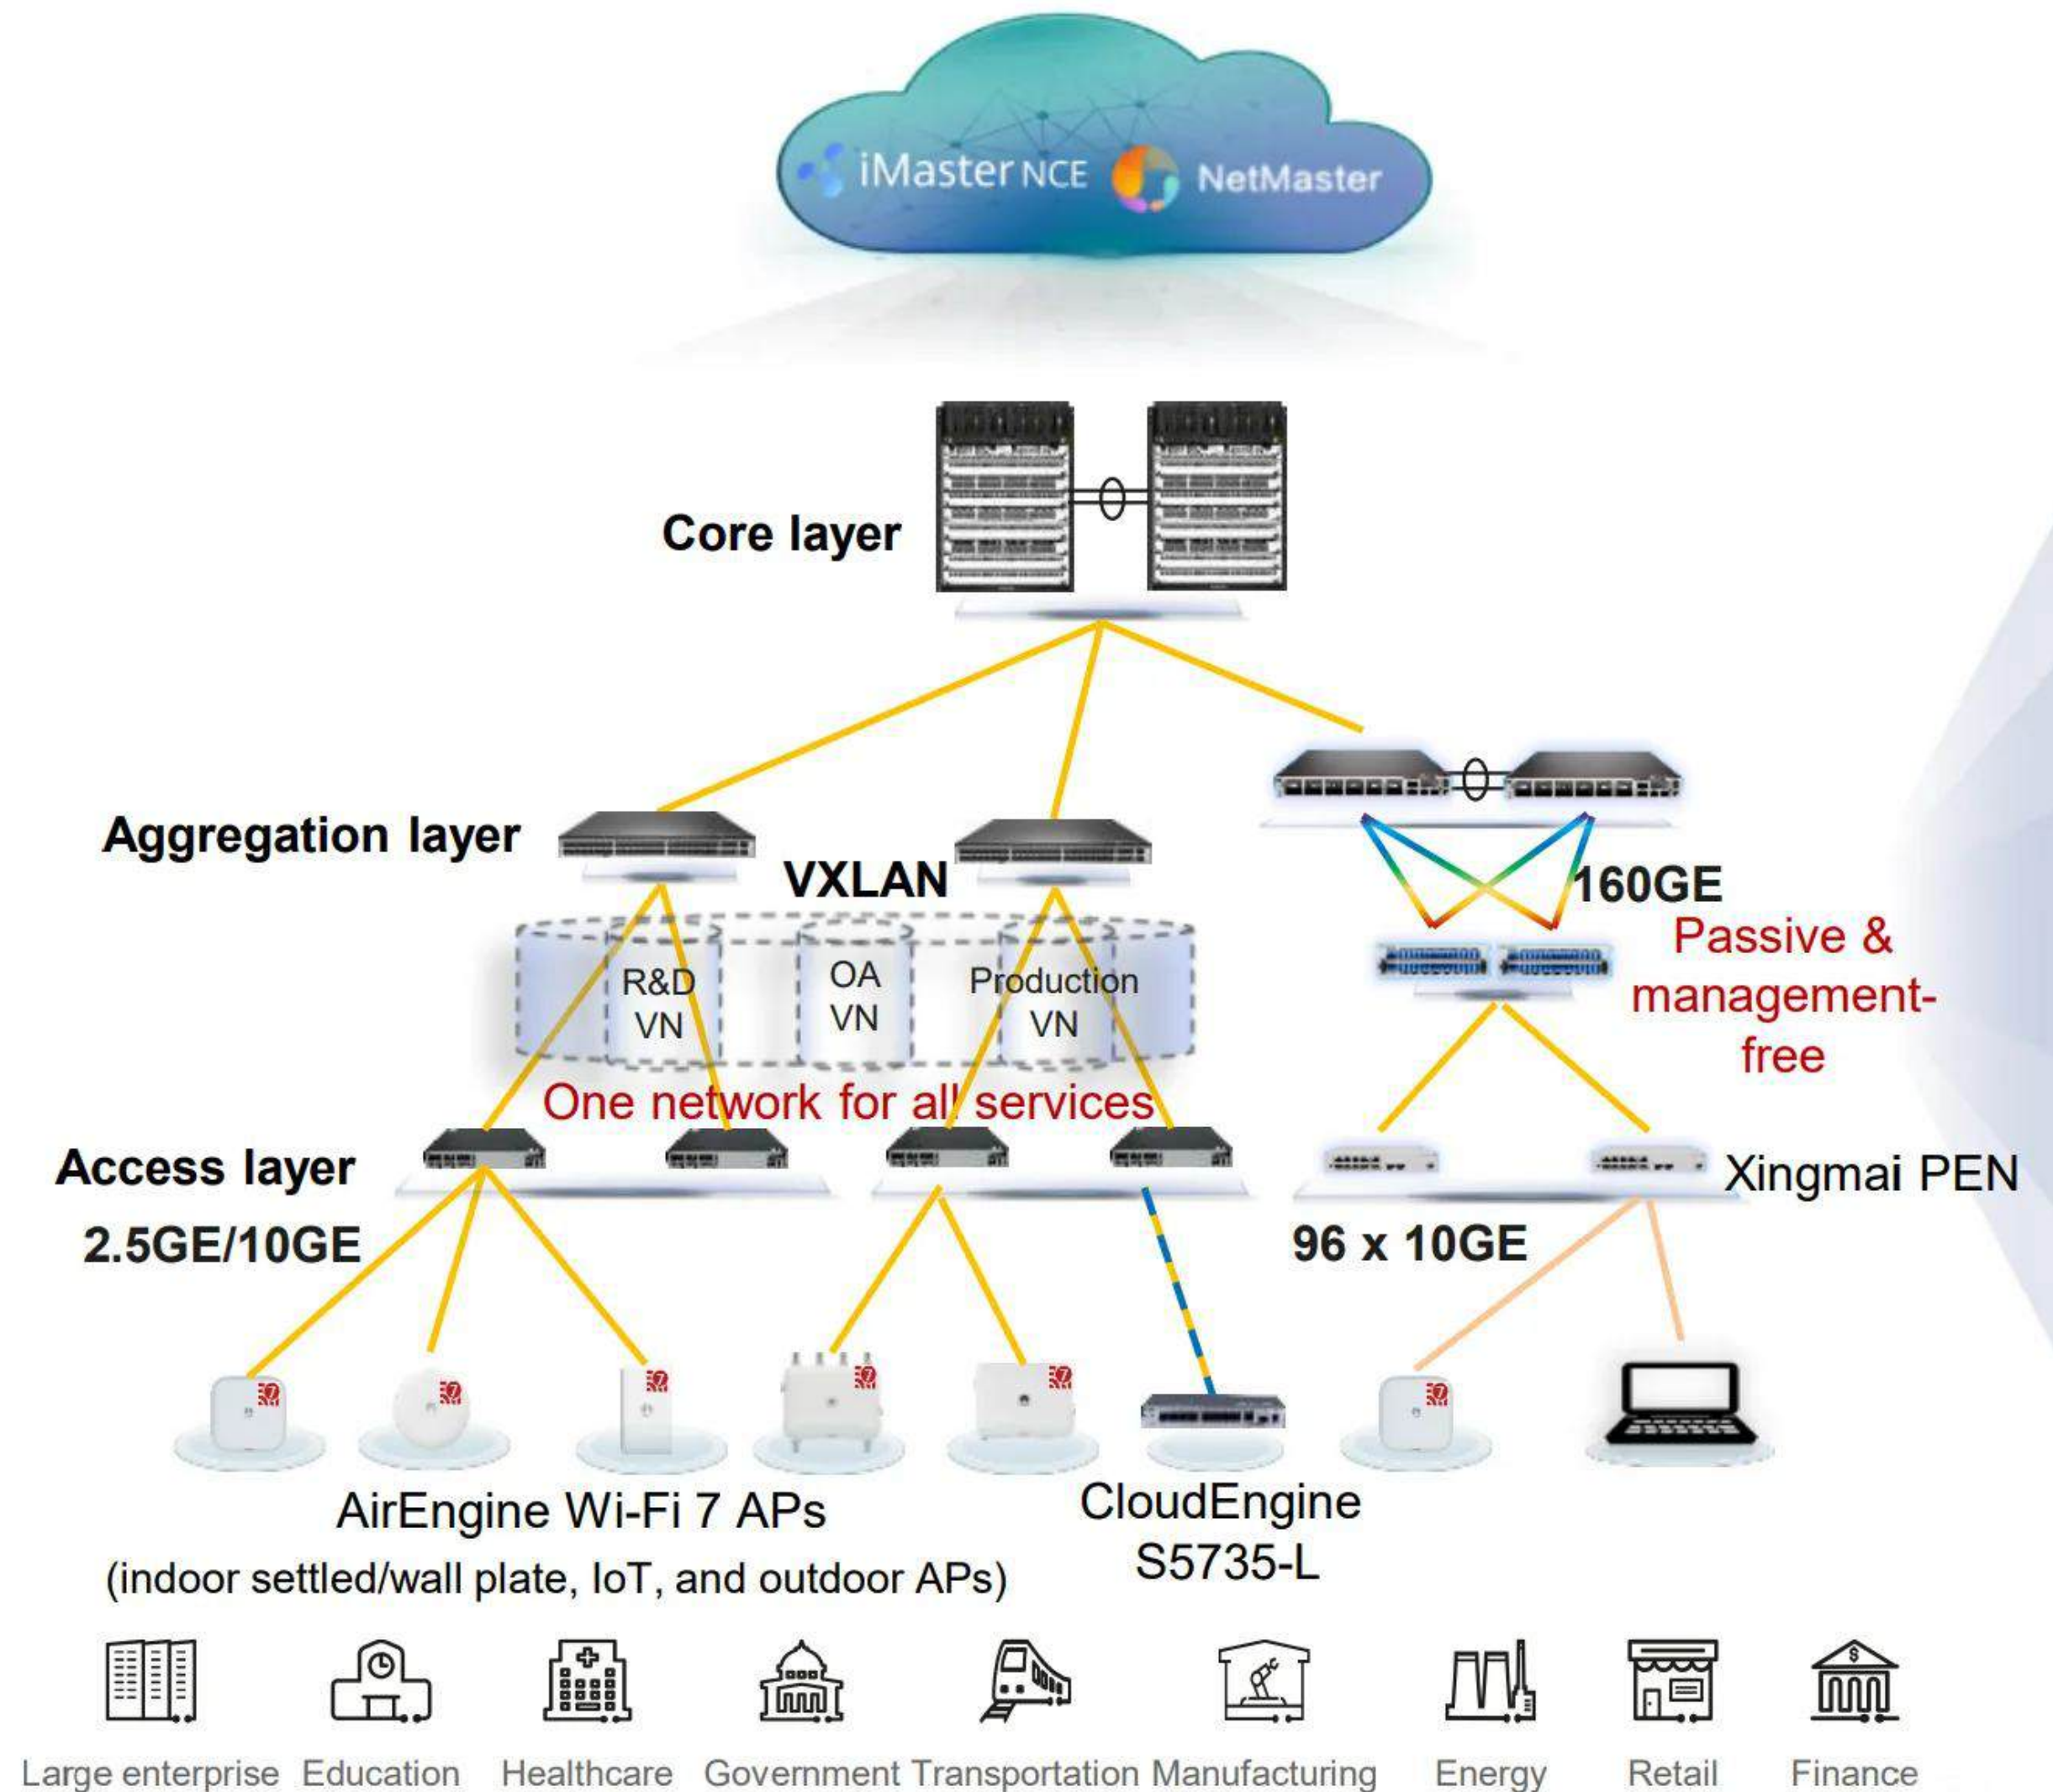 iMaster NCE NetMaster
Core layer
Aggregation layer
VXLAN
160GE
Passive &
management-
free
R&D
VN
OA
VN
Production
VN
One network for all services
Access layer
2.5GE/10GE
Xingmai PEN
96 x 10GE
AirEngine Wi-Fi 7 APs
(indoor settled/wall plate, IoT, and outdoor APs)
CloudEngine
S5735-L
Large enterprise Education Healthcare Government Transportation Manufacturing Energy Retail Finance